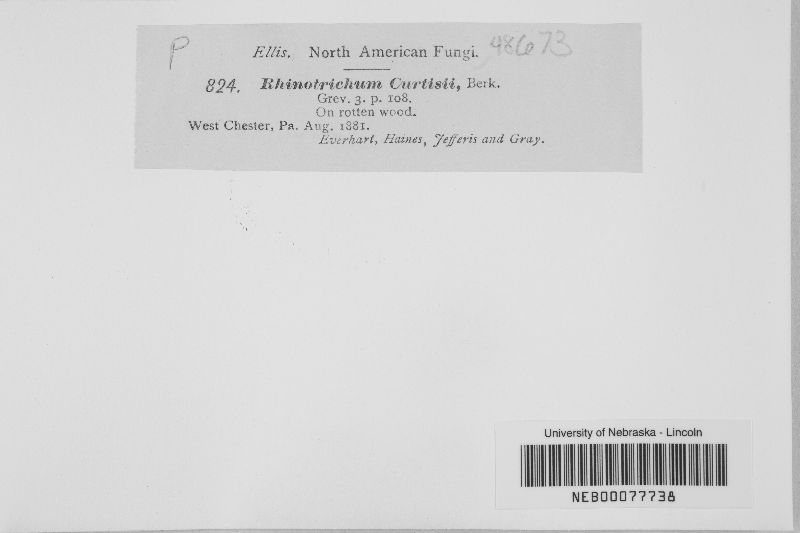 P
Ellis. North American Fungi. 48673
824. Rhinotrichum Curtisii, Berk.
Grev. 3. p. 108.
On rotten wood.
West Chester, Pa. Aug. 1881.
Everhart, Haines, Jefferis and Gray.
University of Nebraska - Lincoln
NEB00077738